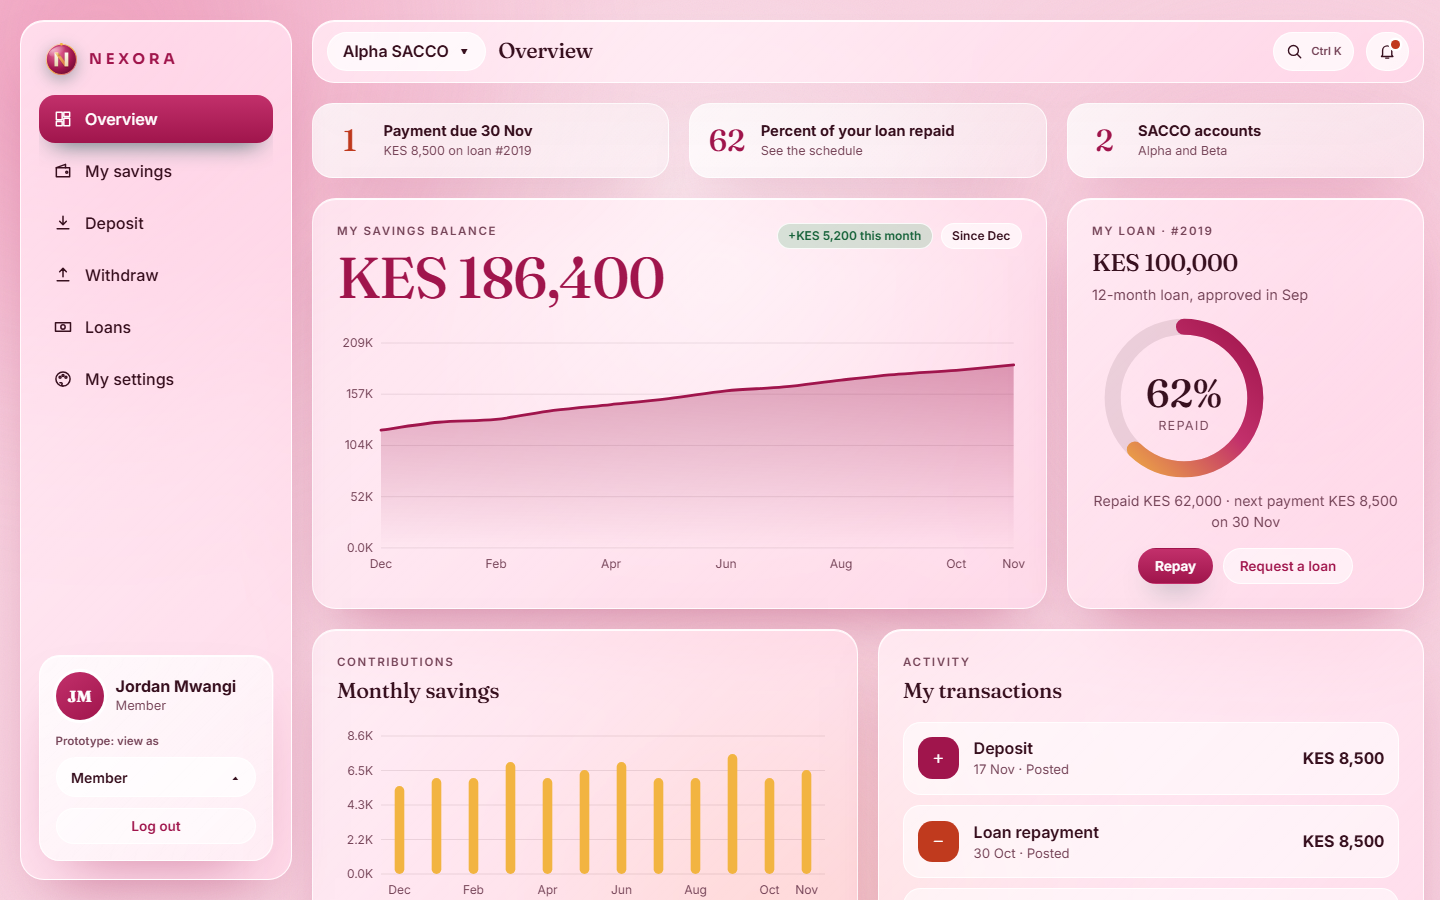 N NEXORA
Overview
My savings
Deposit
Withdraw
Loans
My settings
JM
Jordan Mwangi
Member
Prototype: view as
Member
Log out
Alpha SACCO
Overview
Ctrl K
1
Payment due 30 Nov
KES 8,500 on loan #2019
62
Percent of your loan repaid
See the schedule
2
SACCO accounts
Alpha and Beta
MY SAVINGS BALANCE
KES 186,400
+KES 5,200 this month
Since Dec
209K
157K
104K
52K
0.0K
Dec Feb Apr Jun Aug Oct Nov
MY LOAN · #2019
KES 100,000
12-month loan, approved in Sep
62%
REPAID
Repaid KES 62,000 · next payment KES 8,500
on 30 Nov
Repay
Request a loan
CONTRIBUTIONS
Monthly savings
8.6K
6.5K
4.3K
2.2K
0.0K
Dec Feb Apr Jun Aug Oct Nov
ACTIVITY
My transactions
+
Deposit
17 Nov · Posted
KES 8,500
−
Loan repayment
30 Oct · Posted
KES 8,500